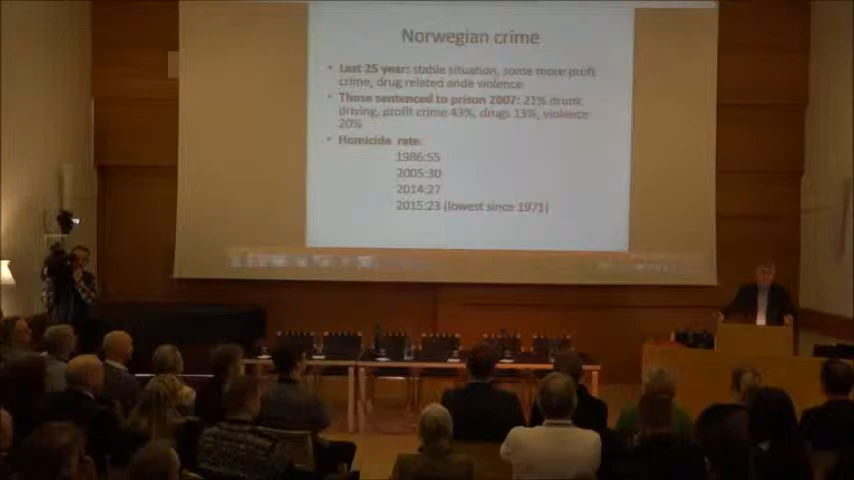 Norwegian crime
• Last 25 year: stable situation, some more profit
crime, drug related ande violence
• Those sentenced to prison 2007: 21% drunk
driving, profit crime 43%, drugs 13%, violence
20%
• Homicide rate:
1986:55
2005:30
2014:27
2015:23 (lowest since 1971)